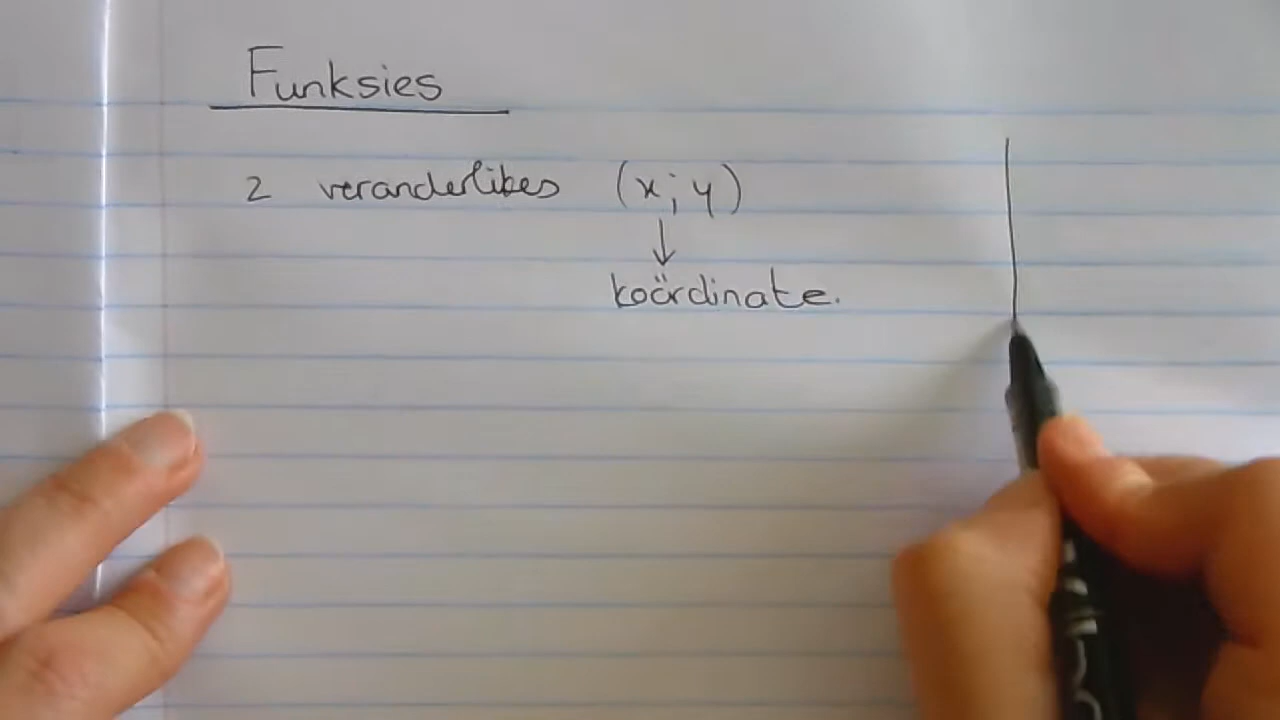 Funksies
2 veranderlikes (x; y)
↓
koördinate.